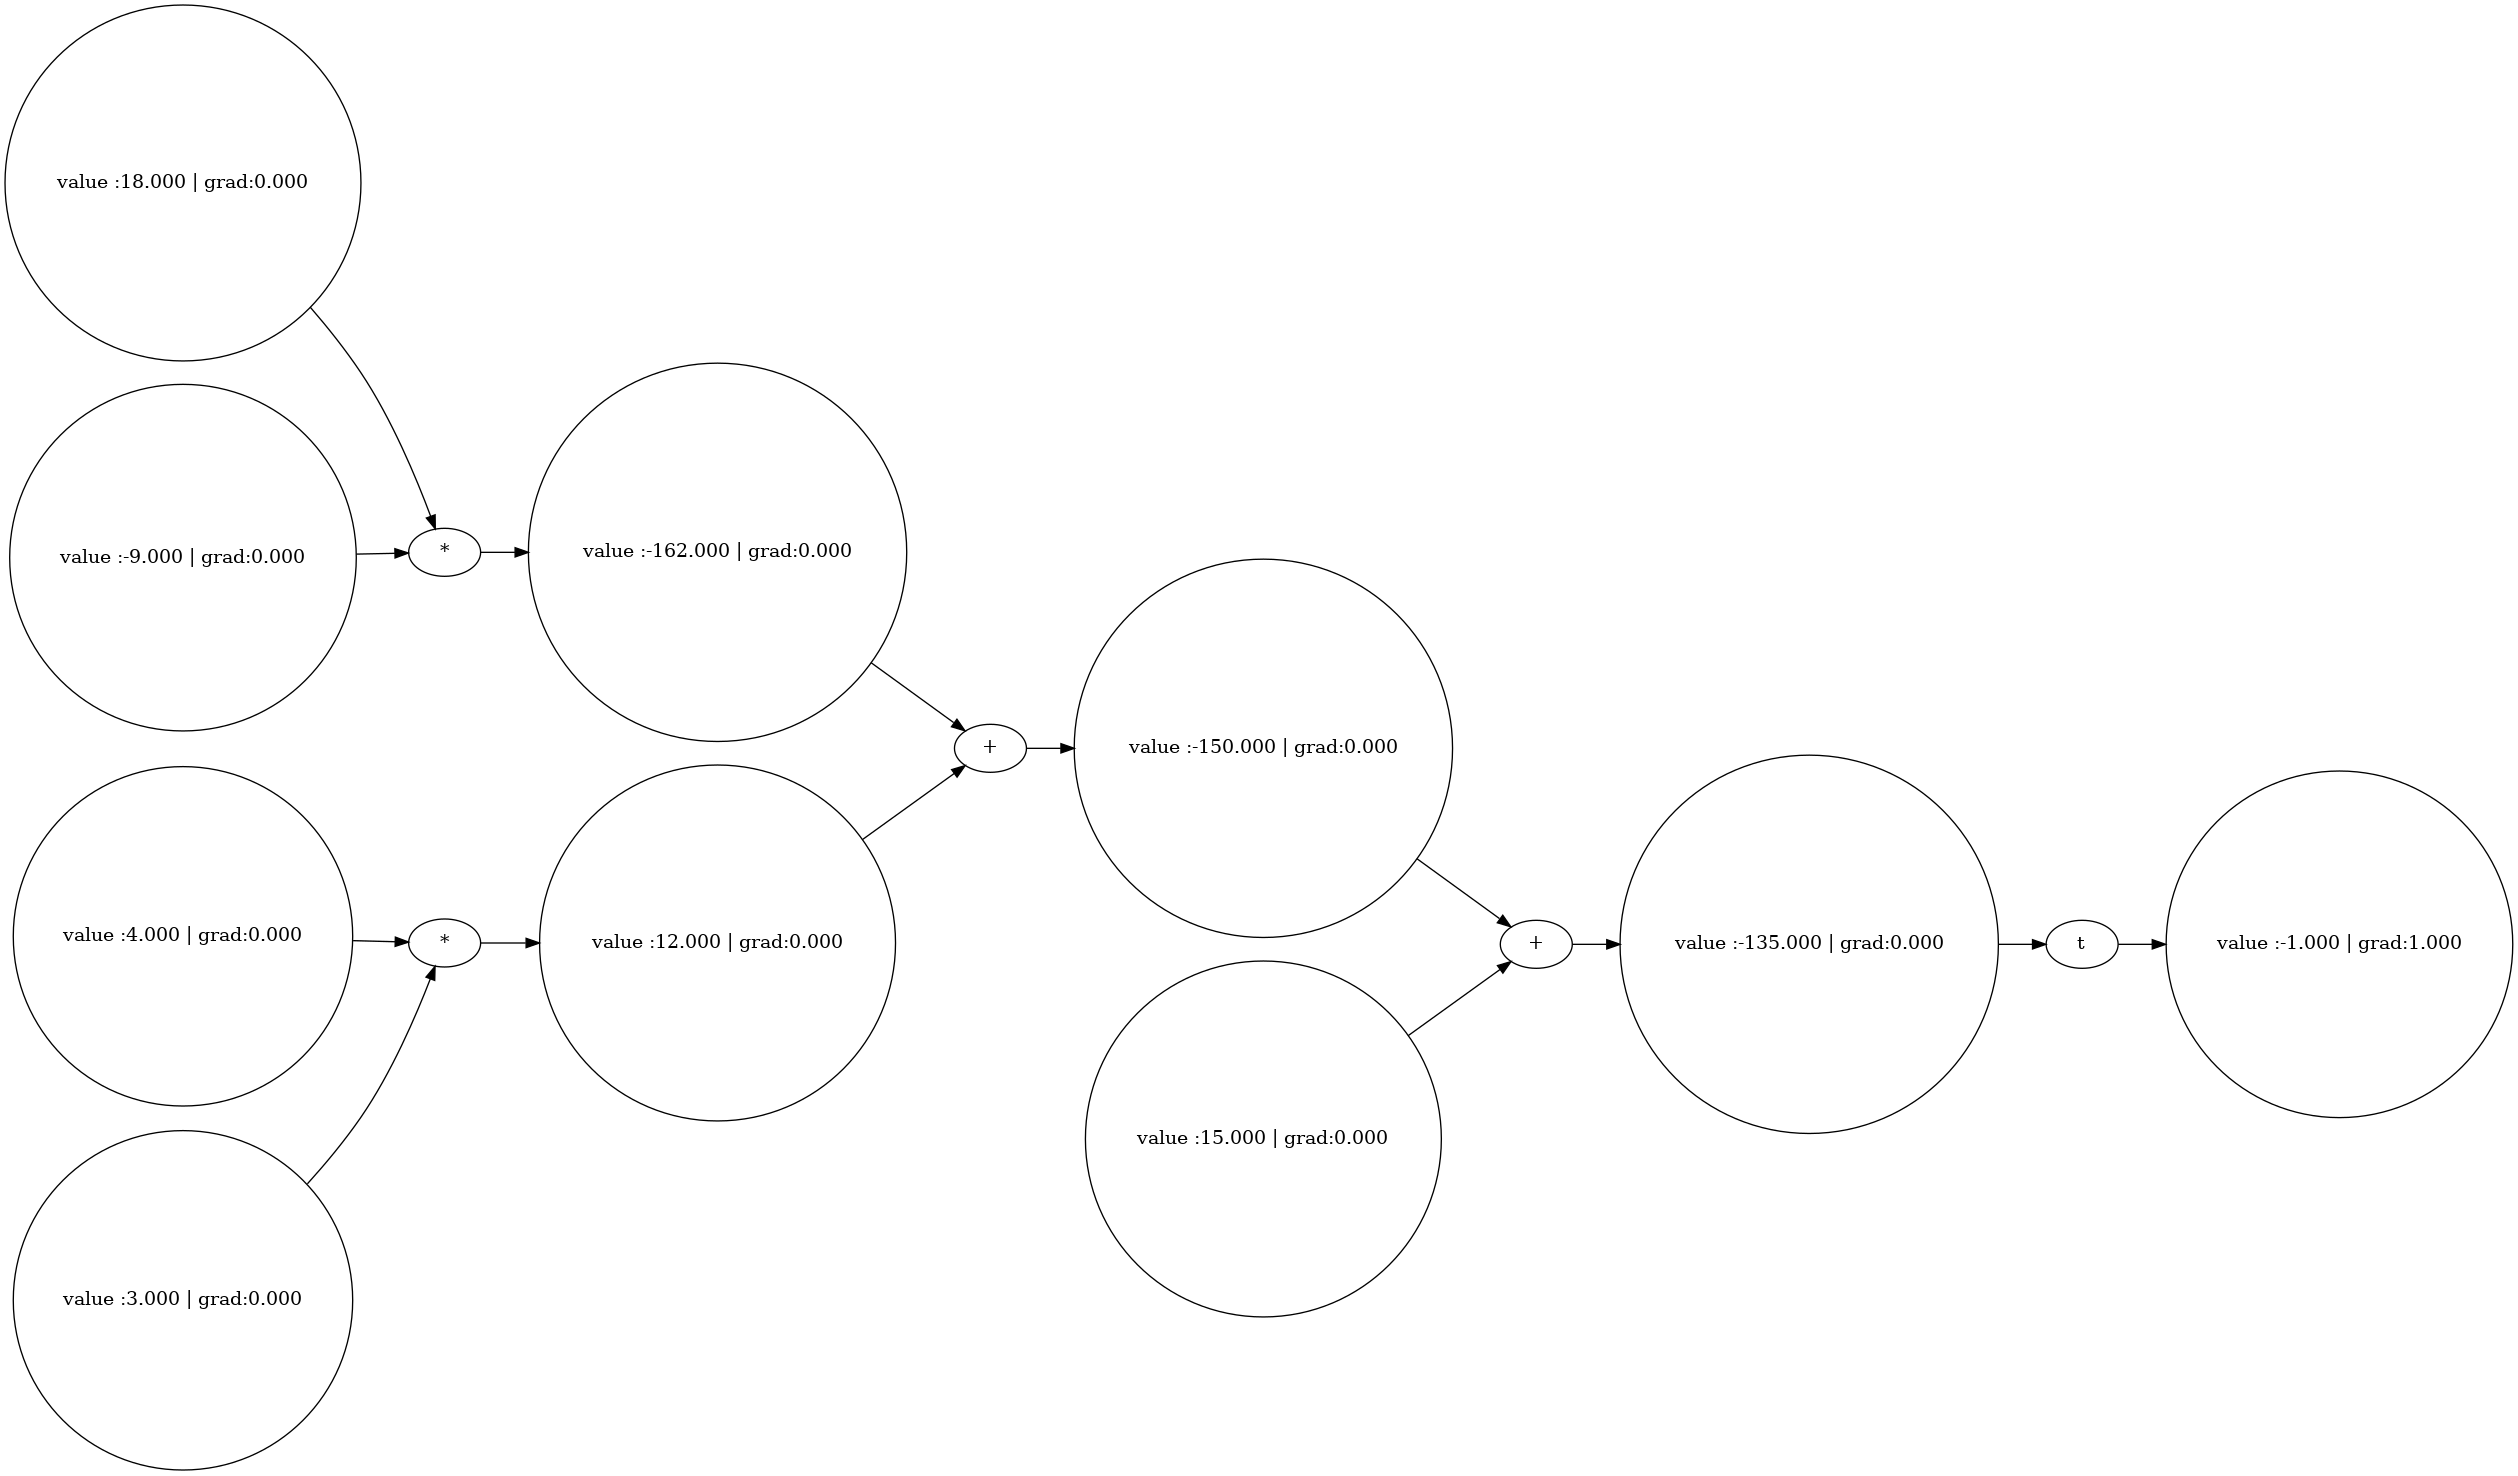 value :18.000 | grad:0.000
value :-9.000 | grad:0.000
*
value :-162.000 | grad:0.000
value :4.000 | grad:0.000
*
value :12.000 | grad:0.000
value :3.000 | grad:0.000
+
value :-150.000 | grad:0.000
value :15.000 | grad:0.000
+
value :-135.000 | grad:0.000
t
value :-1.000 | grad:1.000